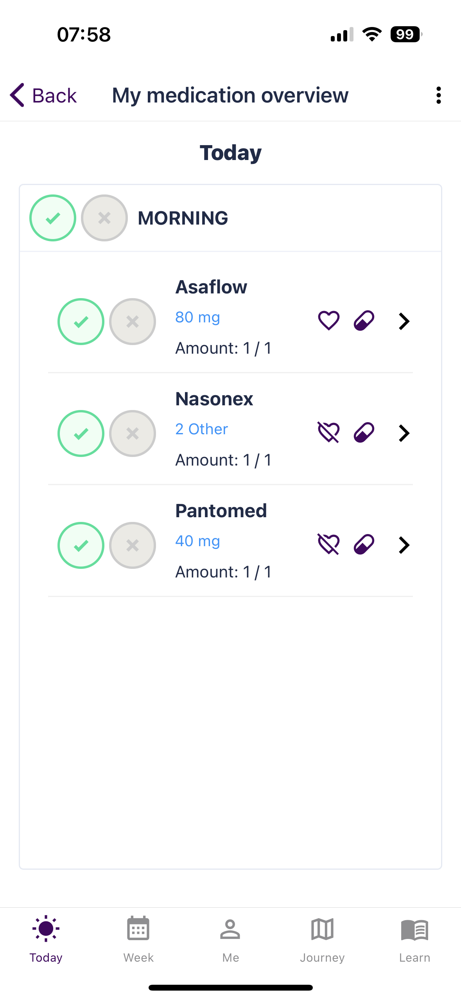 07:58
99
Back
My medication overview
Today
MORNING
Asaflow
80 mg
Amount: 1 / 1
Nasonex
2 Other
Amount: 1 / 1
Pantomed
40 mg
Amount: 1 / 1
Today
Week
Me
Journey
Learn